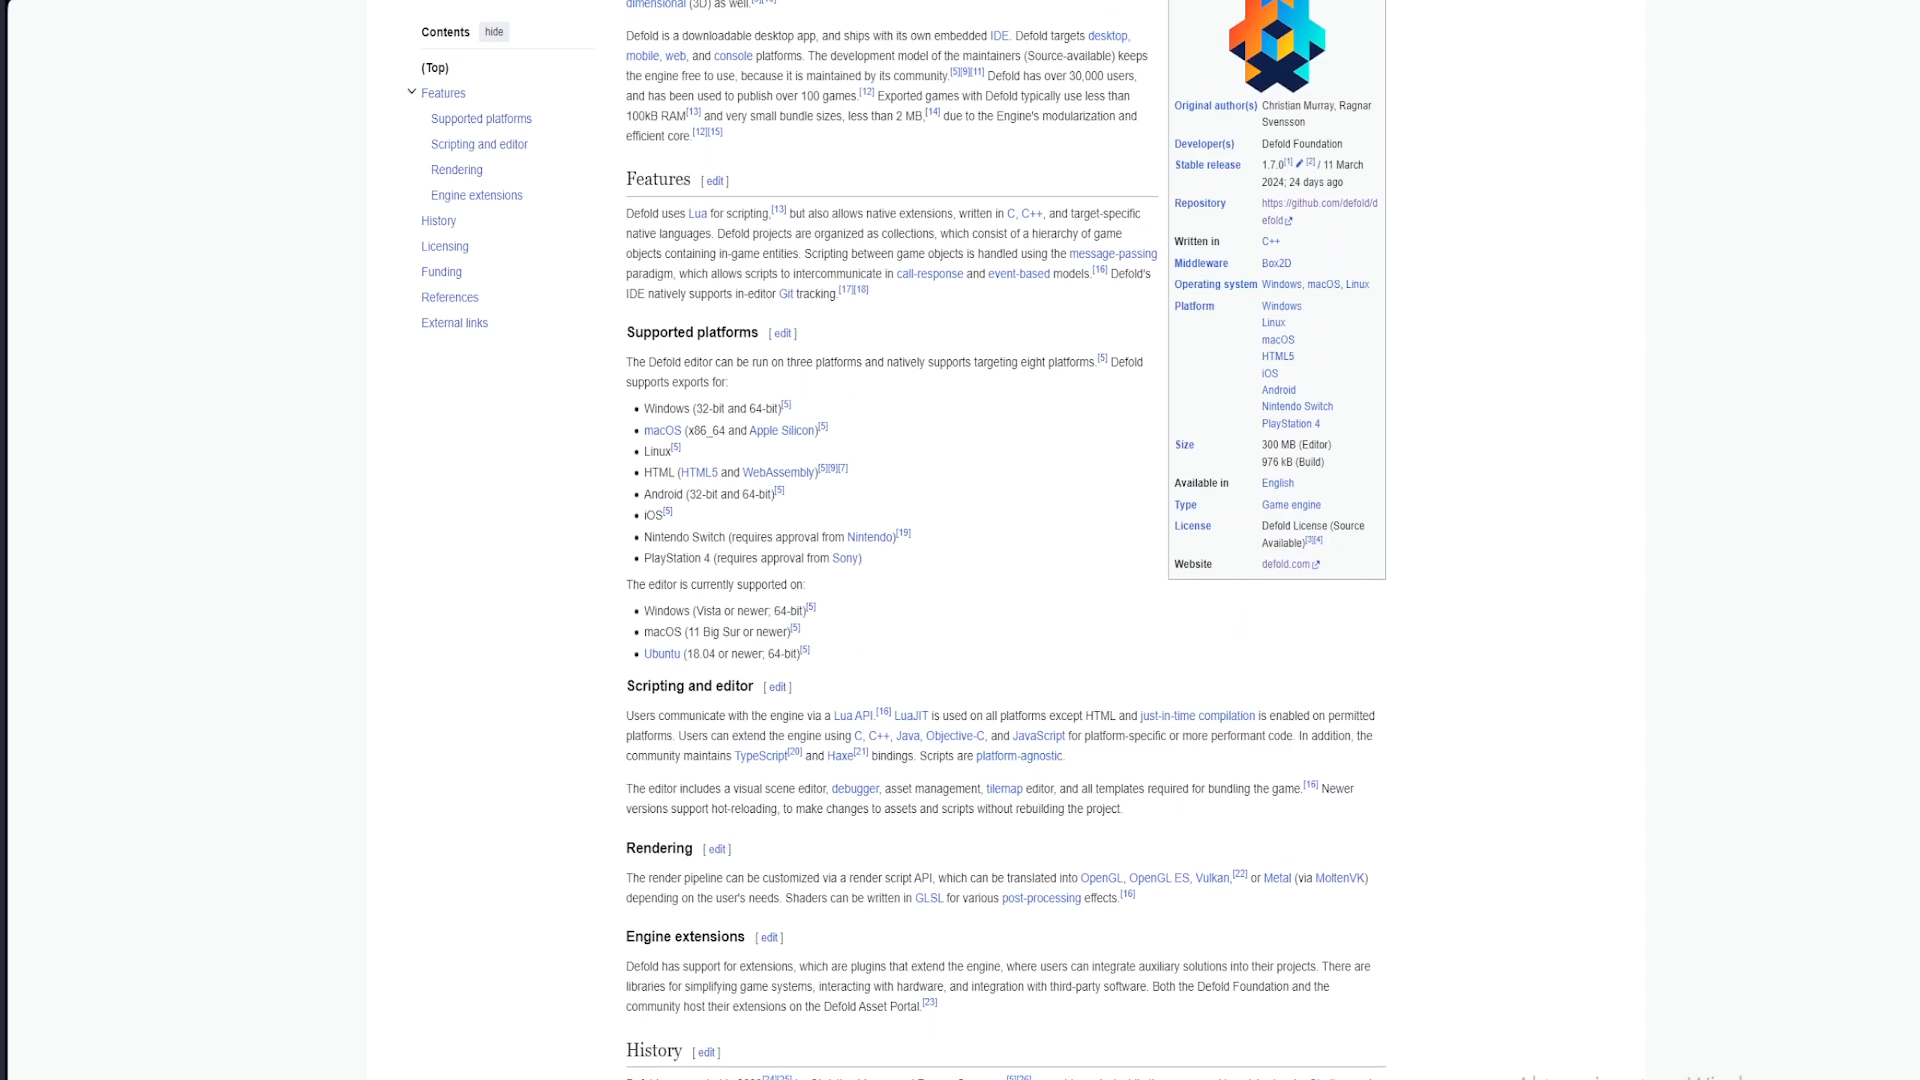 Contents hide
(Top)
Features
Supported platforms
Scripting and editor
Rendering
Engine extensions
History
Licensing
Funding
References
External links
dimensional (3D) as well.
Defold is a downloadable desktop app, and ships with its own embedded IDE. Defold targets desktop,
mobile, web, and console platforms. The development model of the maintainers (Source-available) keeps
the engine free to use, because it is maintained by its community.[5][9][11] Defold has over 30,000 users,
and has been used to publish over 100 games.[12] Exported games with Defold typically use less than
100kB RAM[13] and very small bundle sizes, less than 2 MB,[14] due to the Engine's modularization and
efficient core.[12][15]
Features [ edit ]
Defold uses Lua for scripting,[13] but also allows native extensions, written in C, C++, and target-specific
native languages. Defold projects are organized as collections, which consist of a hierarchy of game
objects containing in-game entities. Scripting between game objects is handled using the message-passing
paradigm, which allows scripts to intercommunicate in call-response and event-based models.[16] Defold's
IDE natively supports in-editor Git tracking.[17][18]
Supported platforms [ edit ]
The Defold editor can be run on three platforms and natively supports targeting eight platforms.[5] Defold
supports exports for:
• Windows (32-bit and 64-bit)[5]
• macOS (x86_64 and Apple Silicon)[5]
• Linux[5]
• HTML (HTML5 and WebAssembly)[5][9][7]
• Android (32-bit and 64-bit)[5]
• iOS[5]
• Nintendo Switch (requires approval from Nintendo)[19]
• PlayStation 4 (requires approval from Sony)
The editor is currently supported on:
• Windows (Vista or newer; 64-bit)[5]
• macOS (11 Big Sur or newer)[5]
• Ubuntu (18.04 or newer; 64-bit)[5]
Scripting and editor [ edit ]
Users communicate with the engine via a Lua API.[16] LuaJIT is used on all platforms except HTML and just-in-time compilation is enabled on permitted
platforms. Users can extend the engine using C, C++, Java, Objective-C, and JavaScript for platform-specific or more performant code. In addition, the
community maintains TypeScript[20] and Haxe[21] bindings. Scripts are platform-agnostic.
The editor includes a visual scene editor, debugger, asset management, tilemap editor, and all templates required for bundling the game.[16] Newer
versions support hot-reloading, to make changes to assets and scripts without rebuilding the project.
Rendering [ edit ]
The render pipeline can be customized via a render script API, which can be translated into OpenGL, OpenGL ES, Vulkan,[22] or Metal (via MoltenVK)
depending on the user's needs. Shaders can be written in GLSL for various post-processing effects.[16]
Engine extensions [ edit ]
Defold has support for extensions, which are plugins that extend the engine, where users can integrate auxiliary solutions into their projects. There are
libraries for simplifying game systems, interacting with hardware, and integration with third-party software. Both the Defold Foundation and the
community host their extensions on the Defold Asset Portal.[23]
History [ edit ]
Original author(s) Christian Murray, Ragnar
Svensson
Developer(s) Defold Foundation
Stable release 1.7.0[1] [2] / 11 March
2024; 24 days ago
Repository https://github.com/defold/d
efold
Written in C++
Middleware Box2D
Operating system Windows, macOS, Linux
Platform Windows
Linux
macOS
HTML5
iOS
Android
Nintendo Switch
PlayStation 4
Size 300 MB (Editor)
976 kB (Build)
Available in English
Type Game engine
License Defold License (Source
Available)[3][4]
Website defold.com